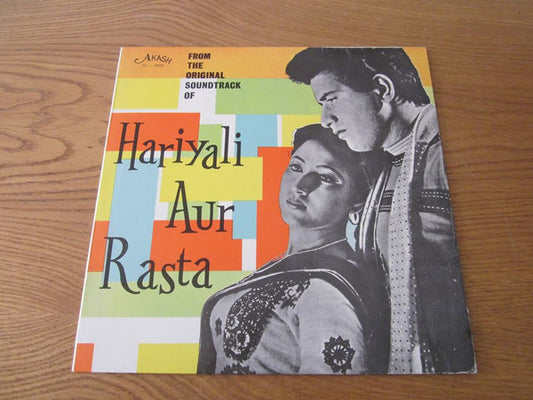 AKASH
FROM
THE
ORIGINAL
SOUNDTRACK
OF
Hariyali
Aur
Rasta